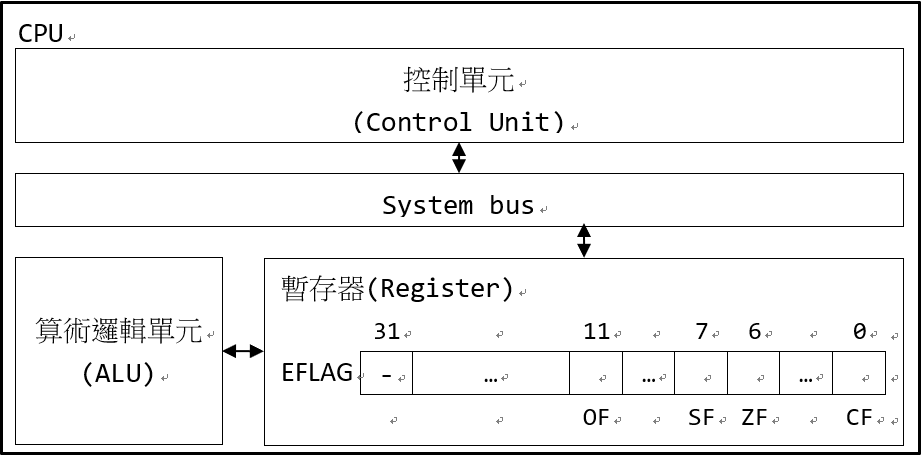 CPU
控制單元
(Control Unit)
System bus
算術邏輯單元
(ALU)
暫存器(Register)
31 11 7 6 0
EFLAG - … … …
OF SF ZF CF